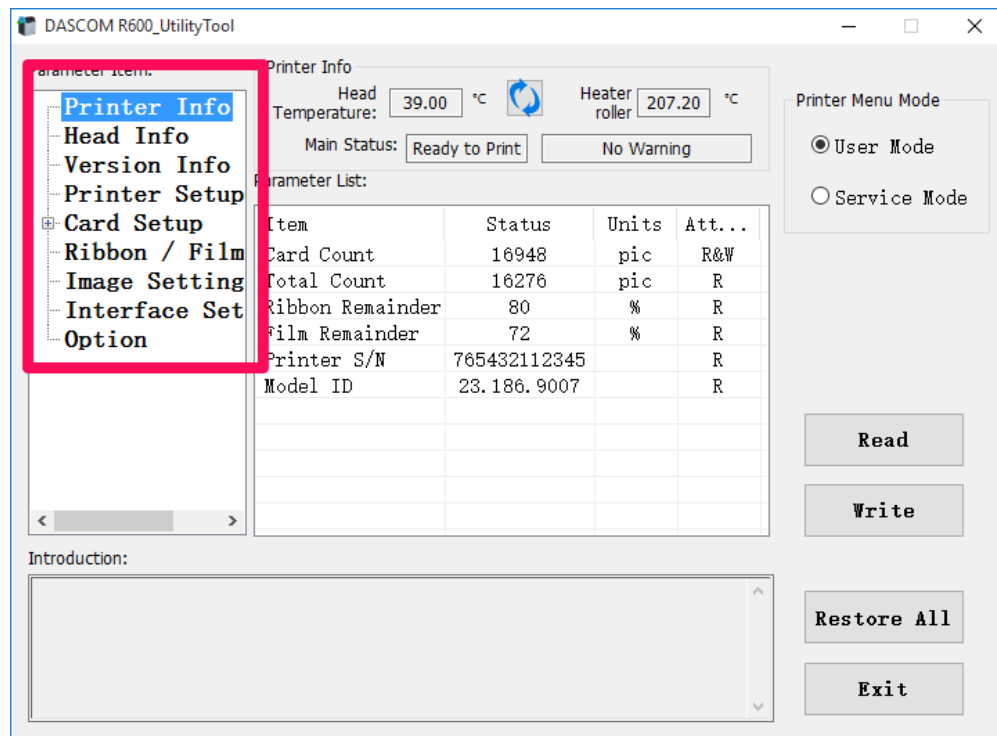 DASCOM R600_UtilityTool
Parameter Item:
Printer Info
Head Info
Version Info
Printer Setup
Card Setup
Ribbon / Film
Image Setting
Interface Set
Option
Printer Info
Head Temperature: 39.00 °C
Heater roller 207.20 °C
Main Status: Ready to Print No Warning
Parameter List:
Item Status Units Att...
Card Count 16948 pic R&W
Total Count 16276 pic R
Ribbon Remainder 80 % R
Film Remainder 72 % R
Printer S/N 765432112345 R
Model ID 23.186.9007 R
Printer Menu Mode
User Mode
Service Mode
Read
Write
Introduction:
Restore All
Exit